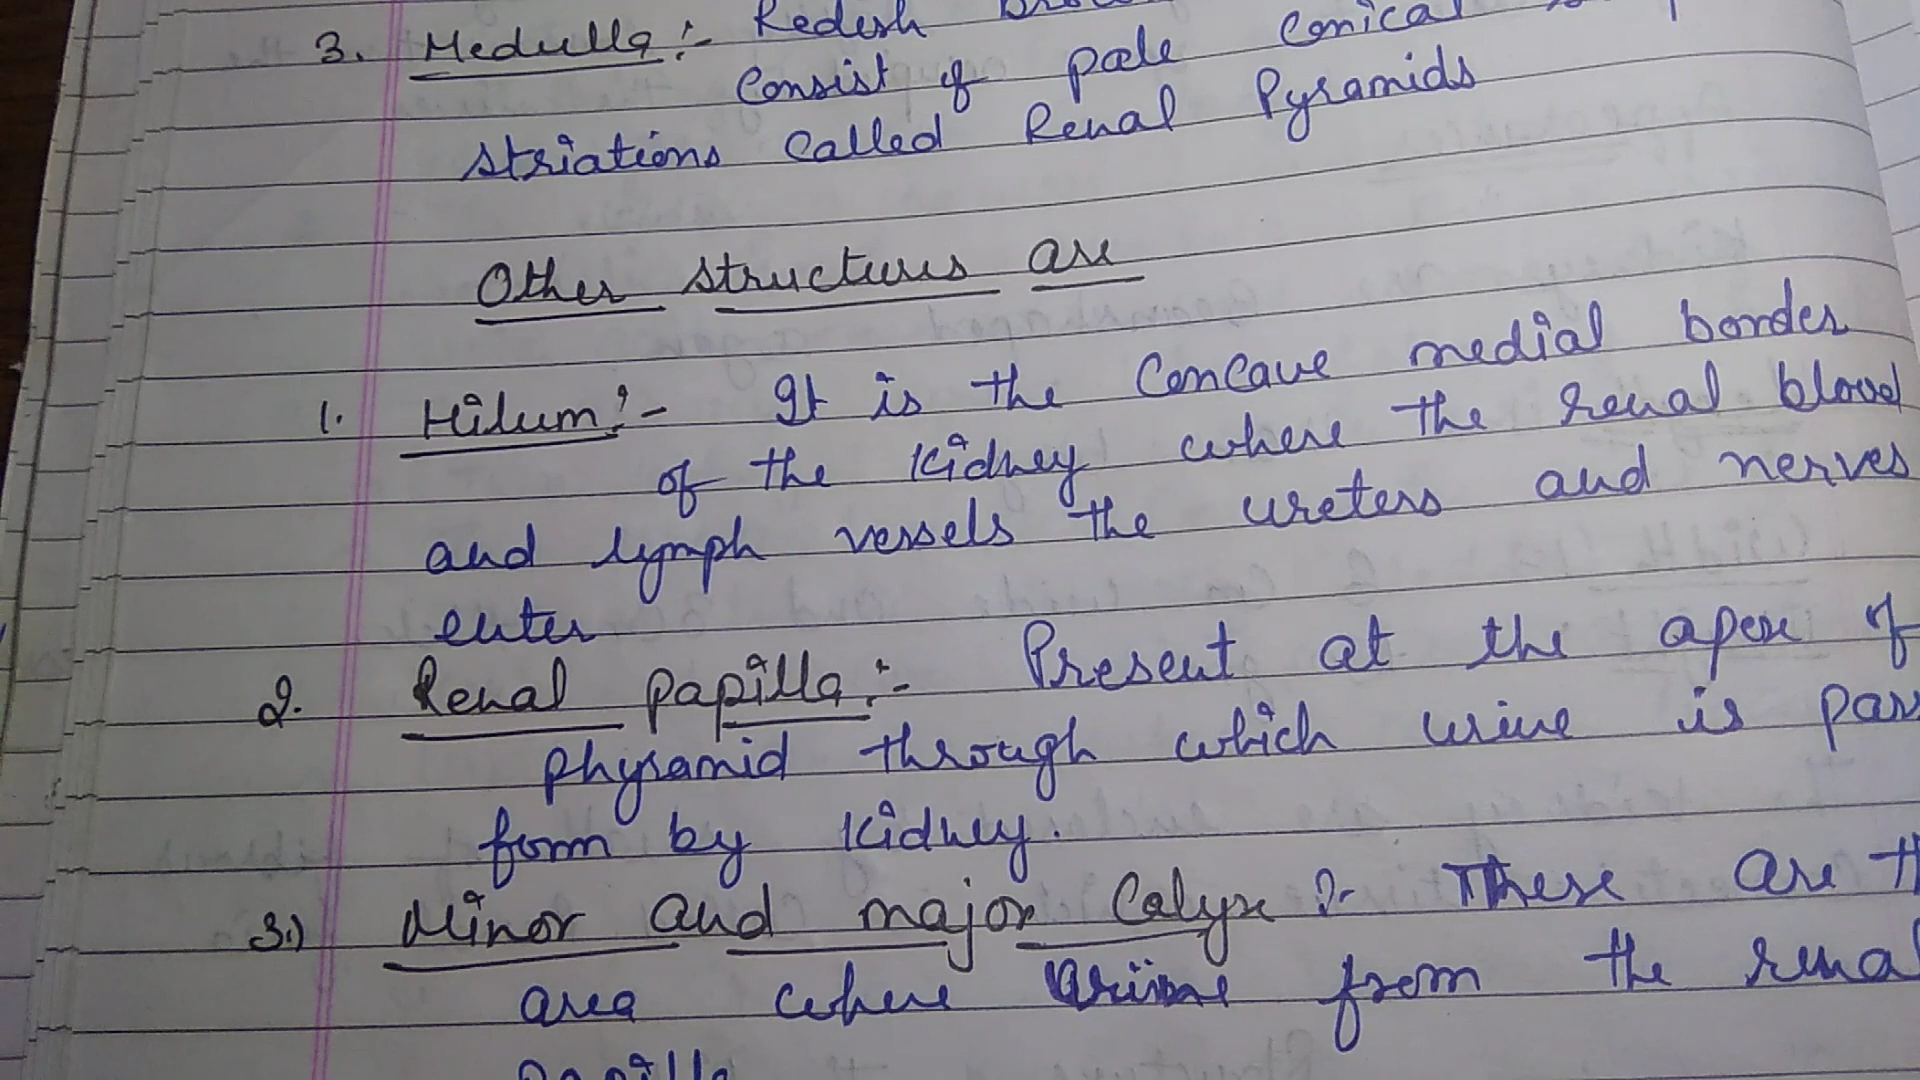 3. Medulla :- Redish
Consist of pale Conical
striations Called Renal Pyramids
Other structures are
1. Hilum :- It is the Concave medial border
of the Kidney where the renal blood
and lymph vessels the ureters and nerves
enter
2. Renal papilla :- Present at the apex of
phyramid through which urine is
form by Kidney.
3.) Minor and major Calyx :- These are
area where urine from the renal
papilla